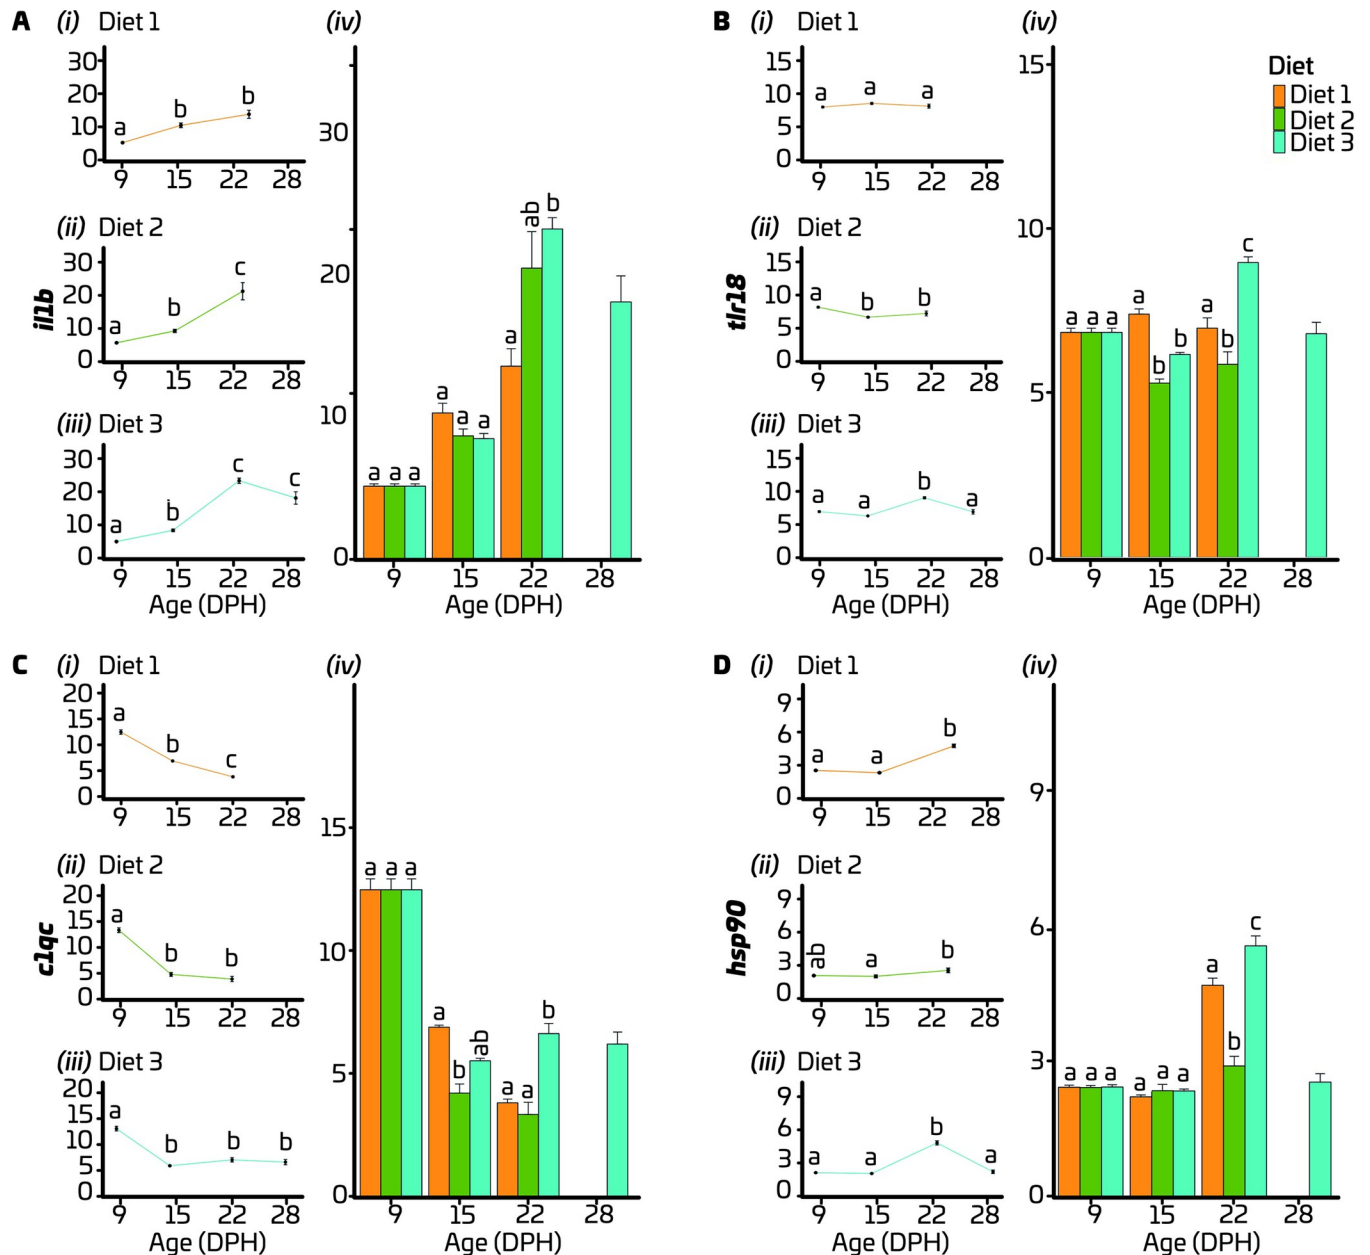 A (i) Diet 1 (iv)
30
20
10
0
a b b
9 15 22 28
(ii) Diet 2
30
20
10
0
a b c
9 15 22 28
(iii) Diet 3
30
20
10
0
a b c c
9 15 22 28
Age (DPH)
il1b
30
20
10
0
a a a a a a a ab b
9 15 22 28
Age (DPH)
B (i) Diet 1 (iv)
15
10
5
0
a a a
9 15 22 28
(ii) Diet 2
15
10
5
0
a b b
9 15 22 28
(iii) Diet 3
15
10
5
0
a a b a
9 15 22 28
Age (DPH)
tlr18
15
10
5
0
a a a a b b a b c
9 15 22 28
Age (DPH)
Diet
Diet 1
Diet 2
Diet 3
C (i) Diet 1 (iv)
20
15
10
5
0
a b c
9 15 22 28
(ii) Diet 2
20
15
10
5
0
a b b
9 15 22 28
(iii) Diet 3
20
15
10
5
0
a b b b
9 15 22 28
Age (DPH)
c1qc
15
10
5
0
a a a a b ab a a b
9 15 22 28
Age (DPH)
D (i) Diet 1 (iv)
9
6
3
0
a a b
9 15 22 28
(ii) Diet 2
9
6
3
0
ab a b
9 15 22 28
(iii) Diet 3
9
6
3
0
a a b a
9 15 22 28
Age (DPH)
hsp90
9
6
3
0
a a a a a a a b c
9 15 22 28
Age (DPH)